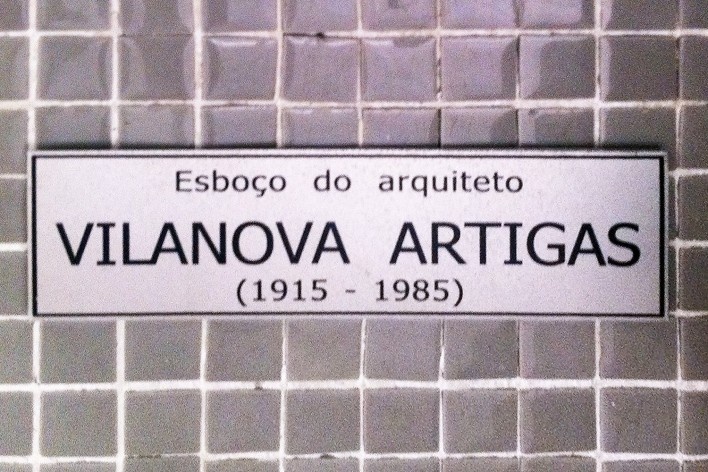 Esboço do arquiteto
VILANOVA ARTIGAS
(1915 - 1985)